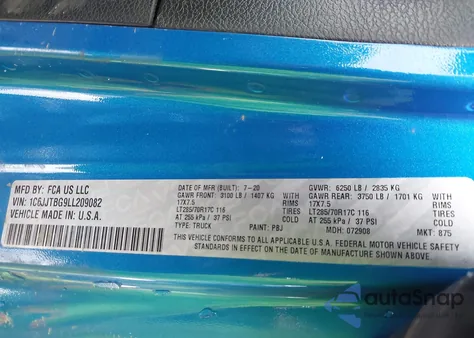 MFD BY: FCA US LLC
VIN: 1C6JJTBG9LL209082
VEHICLE MADE IN: U.S.A.
DATE OF MFR (BUILT): 7-20 GVWR: 6250 LB / 2835 KG
GAWR FRONT: 3100 LB / 1407 KG WITH GAWR REAR: 3750 LB / 1701 KG WITH
17X7.5 RIMS 17X7.5 RIMS
LT285/70R17C 116 TIRES LT285/70R17C 116 TIRES
AT 255 kPa / 37 PSI COLD AT 255 kPa / 37 PSI COLD
TYPE: TRUCK PAINT: PBJ MDH: 072908 MKT: 875
THIS VEHICLE CONFORMS TO ALL APPLICABLE U.S.A. FEDERAL MOTOR VEHICLE SAFETY
STANDARDS IN EFFECT ON THE DATE OF MANUFACTURE SHOWN ABOVE.
autoSnap